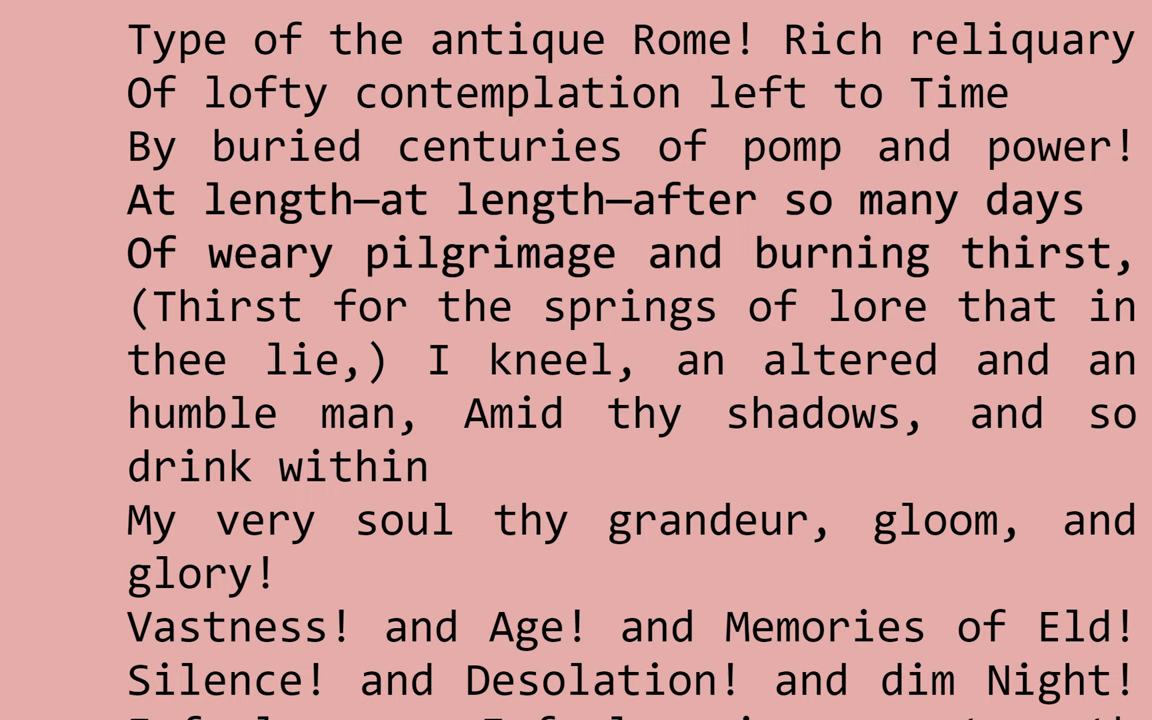 Type of the antique Rome! Rich reliquary
Of lofty contemplation left to Time
By buried centuries of pomp and power!
At length—at length—after so many days
Of weary pilgrimage and burning thirst,
(Thirst for the springs of lore that in
thee lie,) I kneel, an altered and an
humble man, Amid thy shadows, and so
drink within
My very soul thy grandeur, gloom, and
glory!
Vastness! and Age! and Memories of Eld!
Silence! and Desolation! and dim Night!